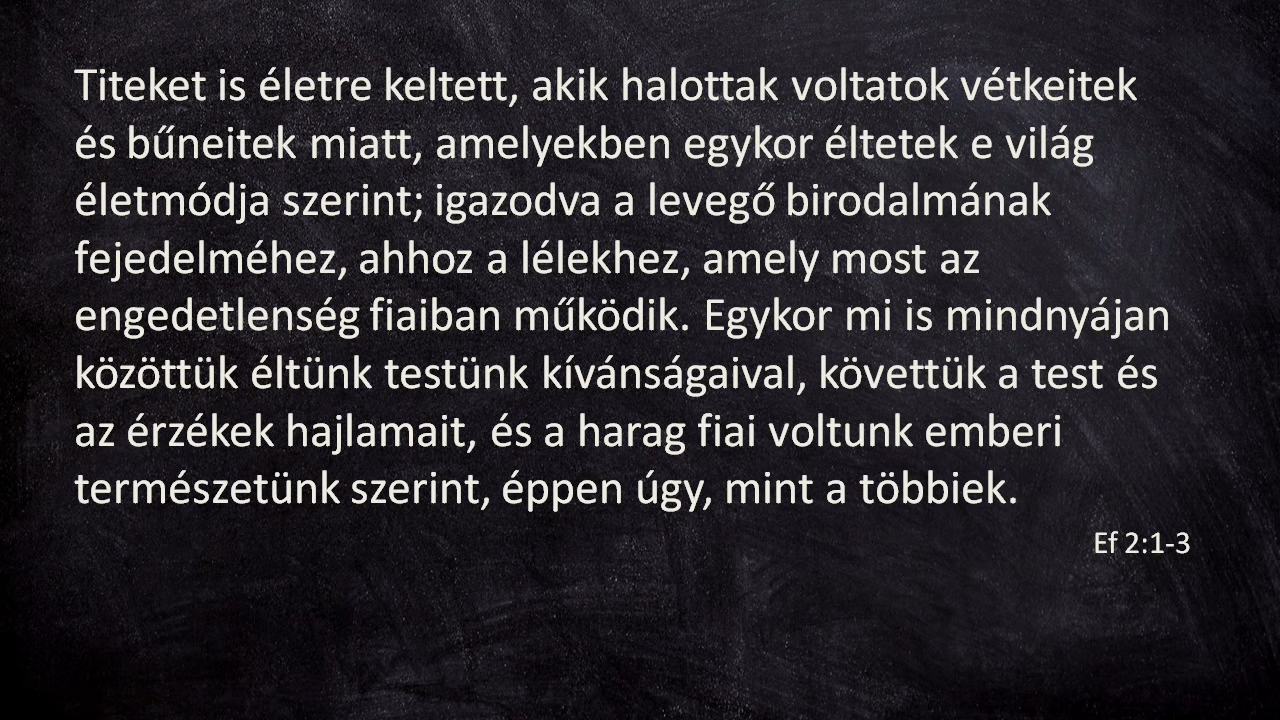 Titeket is életre keltett, akik halottak voltatok vétkeitek
és bűneitek miatt, amelyekben egykor éltetek e világ
életmódja szerint; igazodva a levegő birodalmának
fejedelméhez, ahhoz a lélekhez, amely most az
engedetlenség fiaiban működik. Egykor mi is mindnyájan
közöttük éltünk testünk kívánságaival, követtük a test és
az érzékek hajlamait, és a harag fiai voltunk emberi
természetünk szerint, éppen úgy, mint a többiek.
Ef 2:1-3